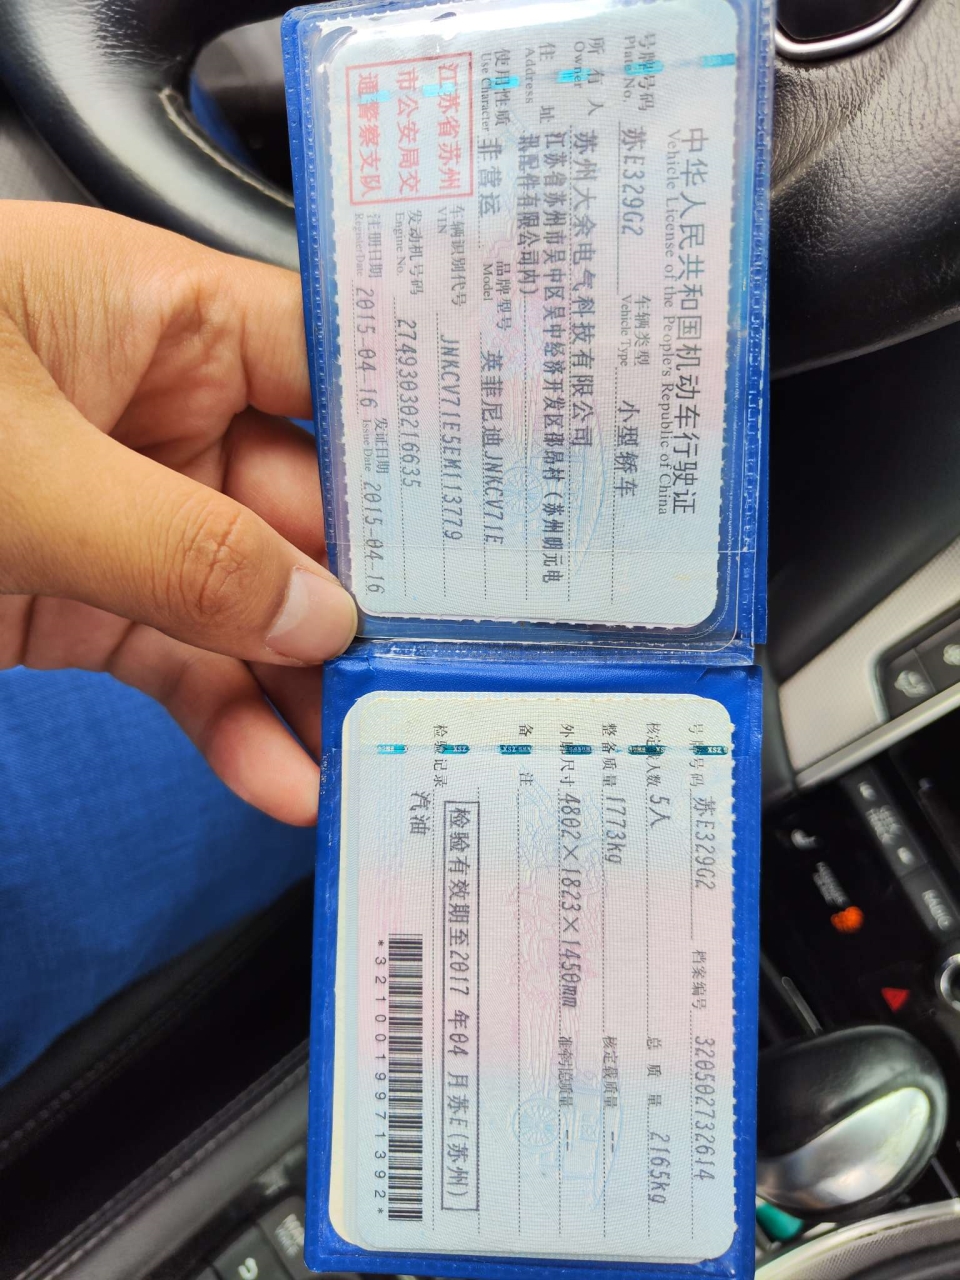 中华人民共和国机动车行驶证
Vehicle License of the People's Republic of China
号牌号码 苏E329G2 车辆类型 小型轿车
Plate No. Vehicle Type
所有人 苏州大余电气科技有限公司
Owner
住址 江苏省苏州市吴中区吴中经济开发区邵昂村(苏州明元电
Address 讯配件有限公司内)
使用性质 非营运 品牌型号 英菲尼迪JNKCV71E
Use Character Model
江苏省苏州
市公安局交
通警察支队
车辆识别代号 JNKCV71E5EM113779
VIN
发动机号码 27493030216635
Engine No.
注册日期 2015-04-16 发证日期 2015-04-16
Register Date Issue Date
号牌号码 苏E329G2 档案编号 320502732614
核定载人数 5人 总质量 2165kg
整备质量 1773kg 核定载质量 --
外廓尺寸 4802×1823×1450mm 准牵引总质量 --
备注
检验记录 检验有效期至2017年04月苏E(苏州)
汽油
*3210019971392*